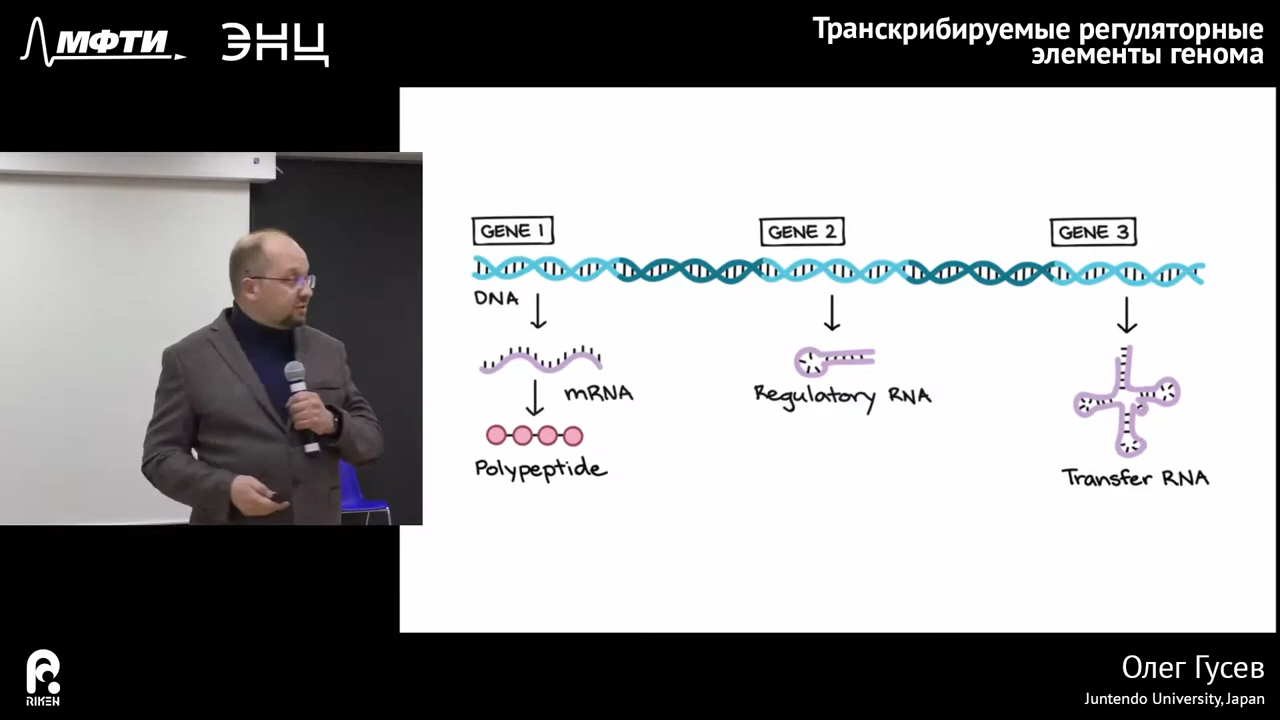 МФТИ
ЭНЦ
Транскрибируемые регуляторные
элементы генома
GENE 1
GENE 2
GENE 3
DNA
mRNA
Regulatory RNA
Polypeptide
Transfer RNA
RIKEN
Олег Гусев
Juntendo University, Japan